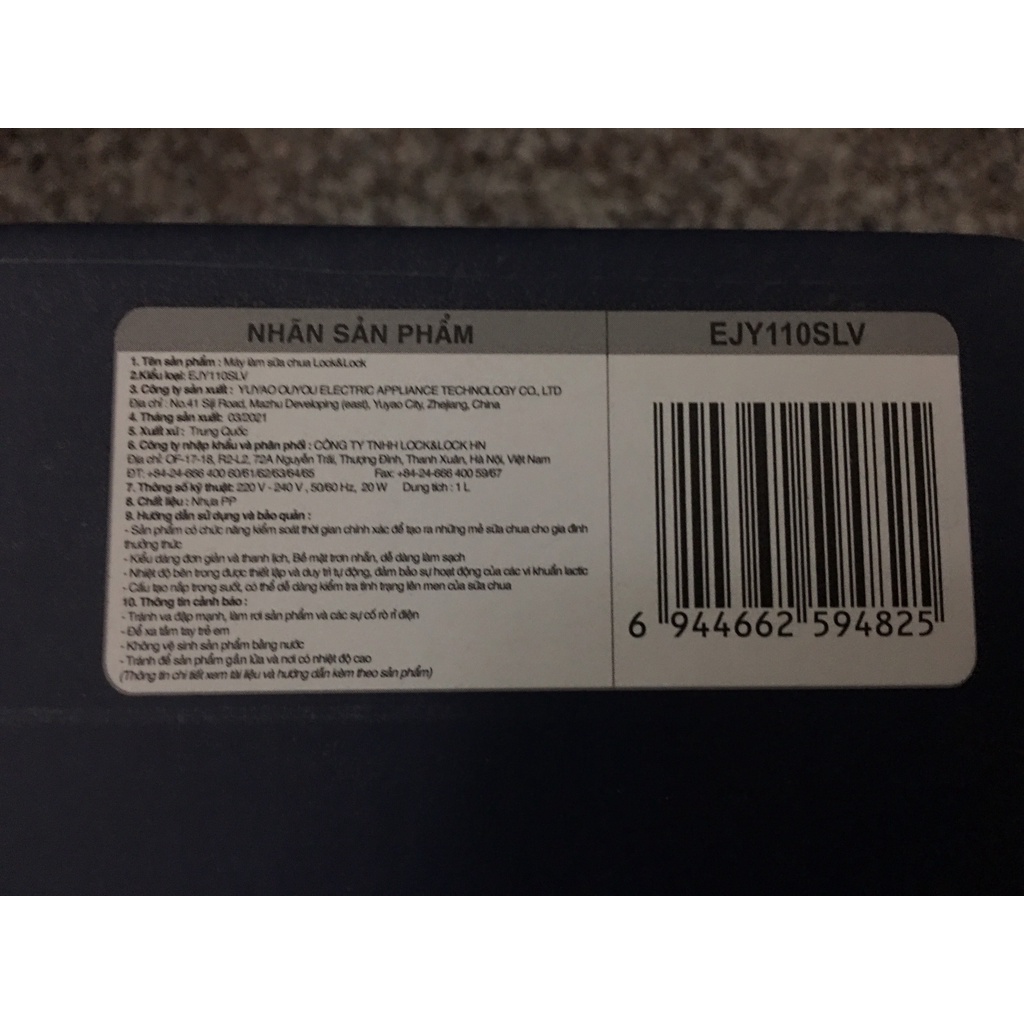 NHÃN SẢN PHẨM
EJY110SLV
1. Tên sản phẩm : Máy làm sữa chua Lock&Lock
2.Kiểu loại: EJY110SLV
3. Công ty sản xuất : YUYAO OUYOU ELECTRIC APPLIANCE TECHNOLOGY CO., LTD
Địa chỉ : No.41 Siji Road, Mazhu Developing (east), Yuyao City, Zhejiang, China
4. Tháng sản xuất: 03/2021
5. Xuất xứ : Trung Quốc
6. Công ty nhập khẩu và phân phối : CÔNG TY TNHH LOCK&LOCK HN
Địa chỉ: OF-17-18, R2-L2, 72A Nguyễn Trãi, Thượng Đình, Thanh Xuân, Hà Nội, Việt Nam
ĐT: +84-24-666 400 60/61/62/63/64/65 Fax: +84-24-666 400 59/67
7. Thông số kỹ thuật: 220 V - 240 V , 50/60 Hz, 20 W Dung tích : 1 L
8. Chất liệu : Nhựa PP
9. Hướng dẫn sử dụng và bảo quản :
- Sản phẩm có chức năng kiểm soát thời gian chính xác để tạo ra những mẻ sữa chua cho gia đình
thưởng thức
- Kiểu dáng đơn giản và thanh lịch, Bề mặt trơn nhẵn, dễ dàng làm sạch
- Nhiệt độ bên trong được thiết lập và duy trì tự động, đảm bảo sự hoạt động của các vi khuẩn lactic
- Cấu tạo nắp trong suốt, có thể dễ dàng kiểm tra tình trạng lên men của sữa chua
10. Thông tin cảnh báo :
- Tránh va đập mạnh, làm rơi sản phẩm và các sự cố rò rỉ điện
- Để xa tầm tay trẻ em
- Không vệ sinh sản phẩm bằng nước
- Tránh để sản phẩm gần lửa và nơi có nhiệt độ cao
(Thông tin chi tiết xem tài liệu và hướng dẫn kèm theo sản phẩm)
6 944662 594825